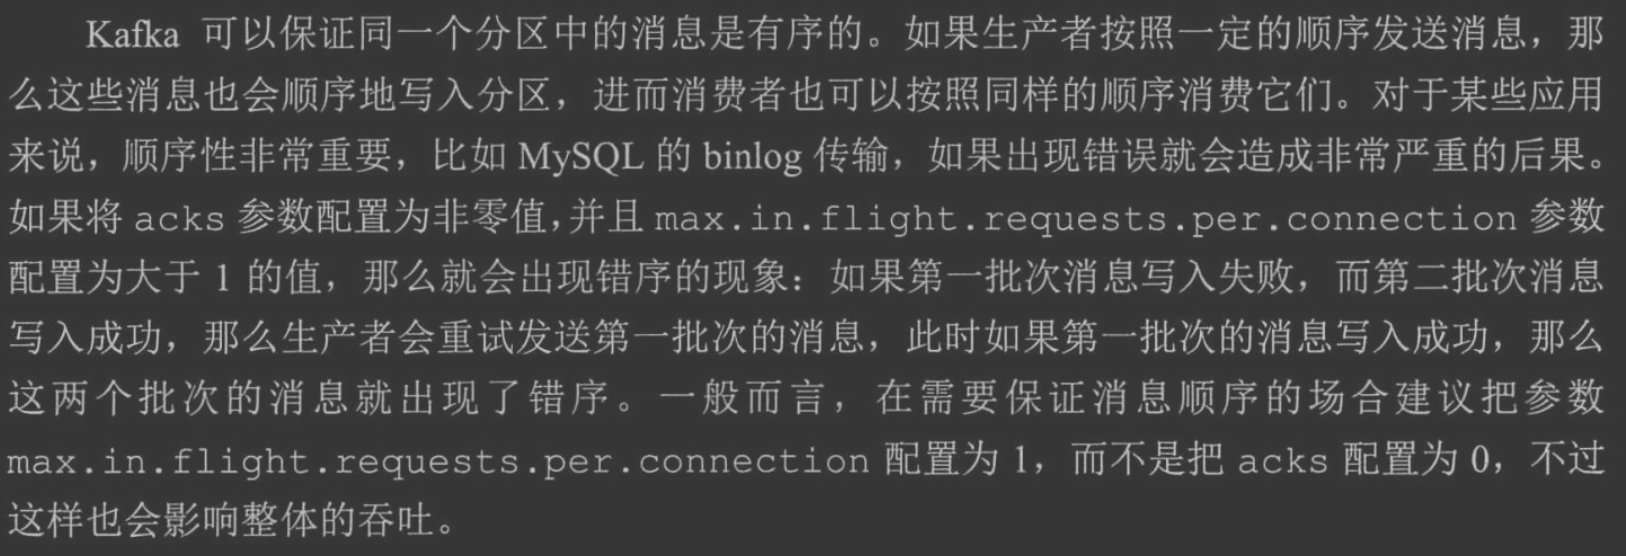 Kafka 可以保证同一个分区中的消息是有序的。如果生产者按照一定的顺序发送消息，那
么这些消息也会顺序地写入分区，进而消费者也可以按照同样的顺序消费它们。对于某些应用
来说，顺序性非常重要，比如 MySQL 的 binlog 传输，如果出现错误就会造成非常严重的后果。
如果将 acks 参数配置为非零值，并且 max.in.flight.requests.per.connection 参数
配置为大于 1 的值，那么就会出现错序的现象：如果第一批次消息写入失败，而第二批次消息
写入成功，那么生产者会重试发送第一批次的消息，此时如果第一批次的消息写入成功，那么
这两个批次的消息就出现了错序。一般而言，在需要保证消息顺序的场合建议把参数
max.in.flight.requests.per.connection 配置为 1，而不是把 acks 配置为 0，不过
这样也会影响整体的吞吐。